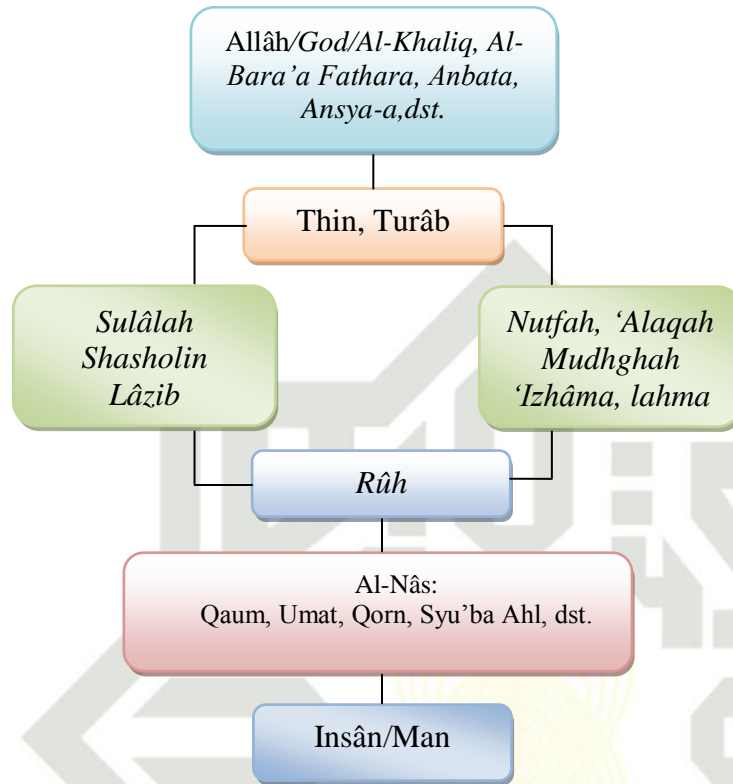 Allâh/God/Al-Khaliq, Al-
Bara’a Fathara, Anbata,
Ansya-a,dst.
Thin, Turâb
Sulâlah
Shasholin
Lâzib
Nutfah, ‘Alaqah
Mudhghah
‘Izhâma, lahma
Rûh
Al-Nâs:
Qaum, Umat, Qorn, Syu’ba Ahl, dst.
Insân/Man